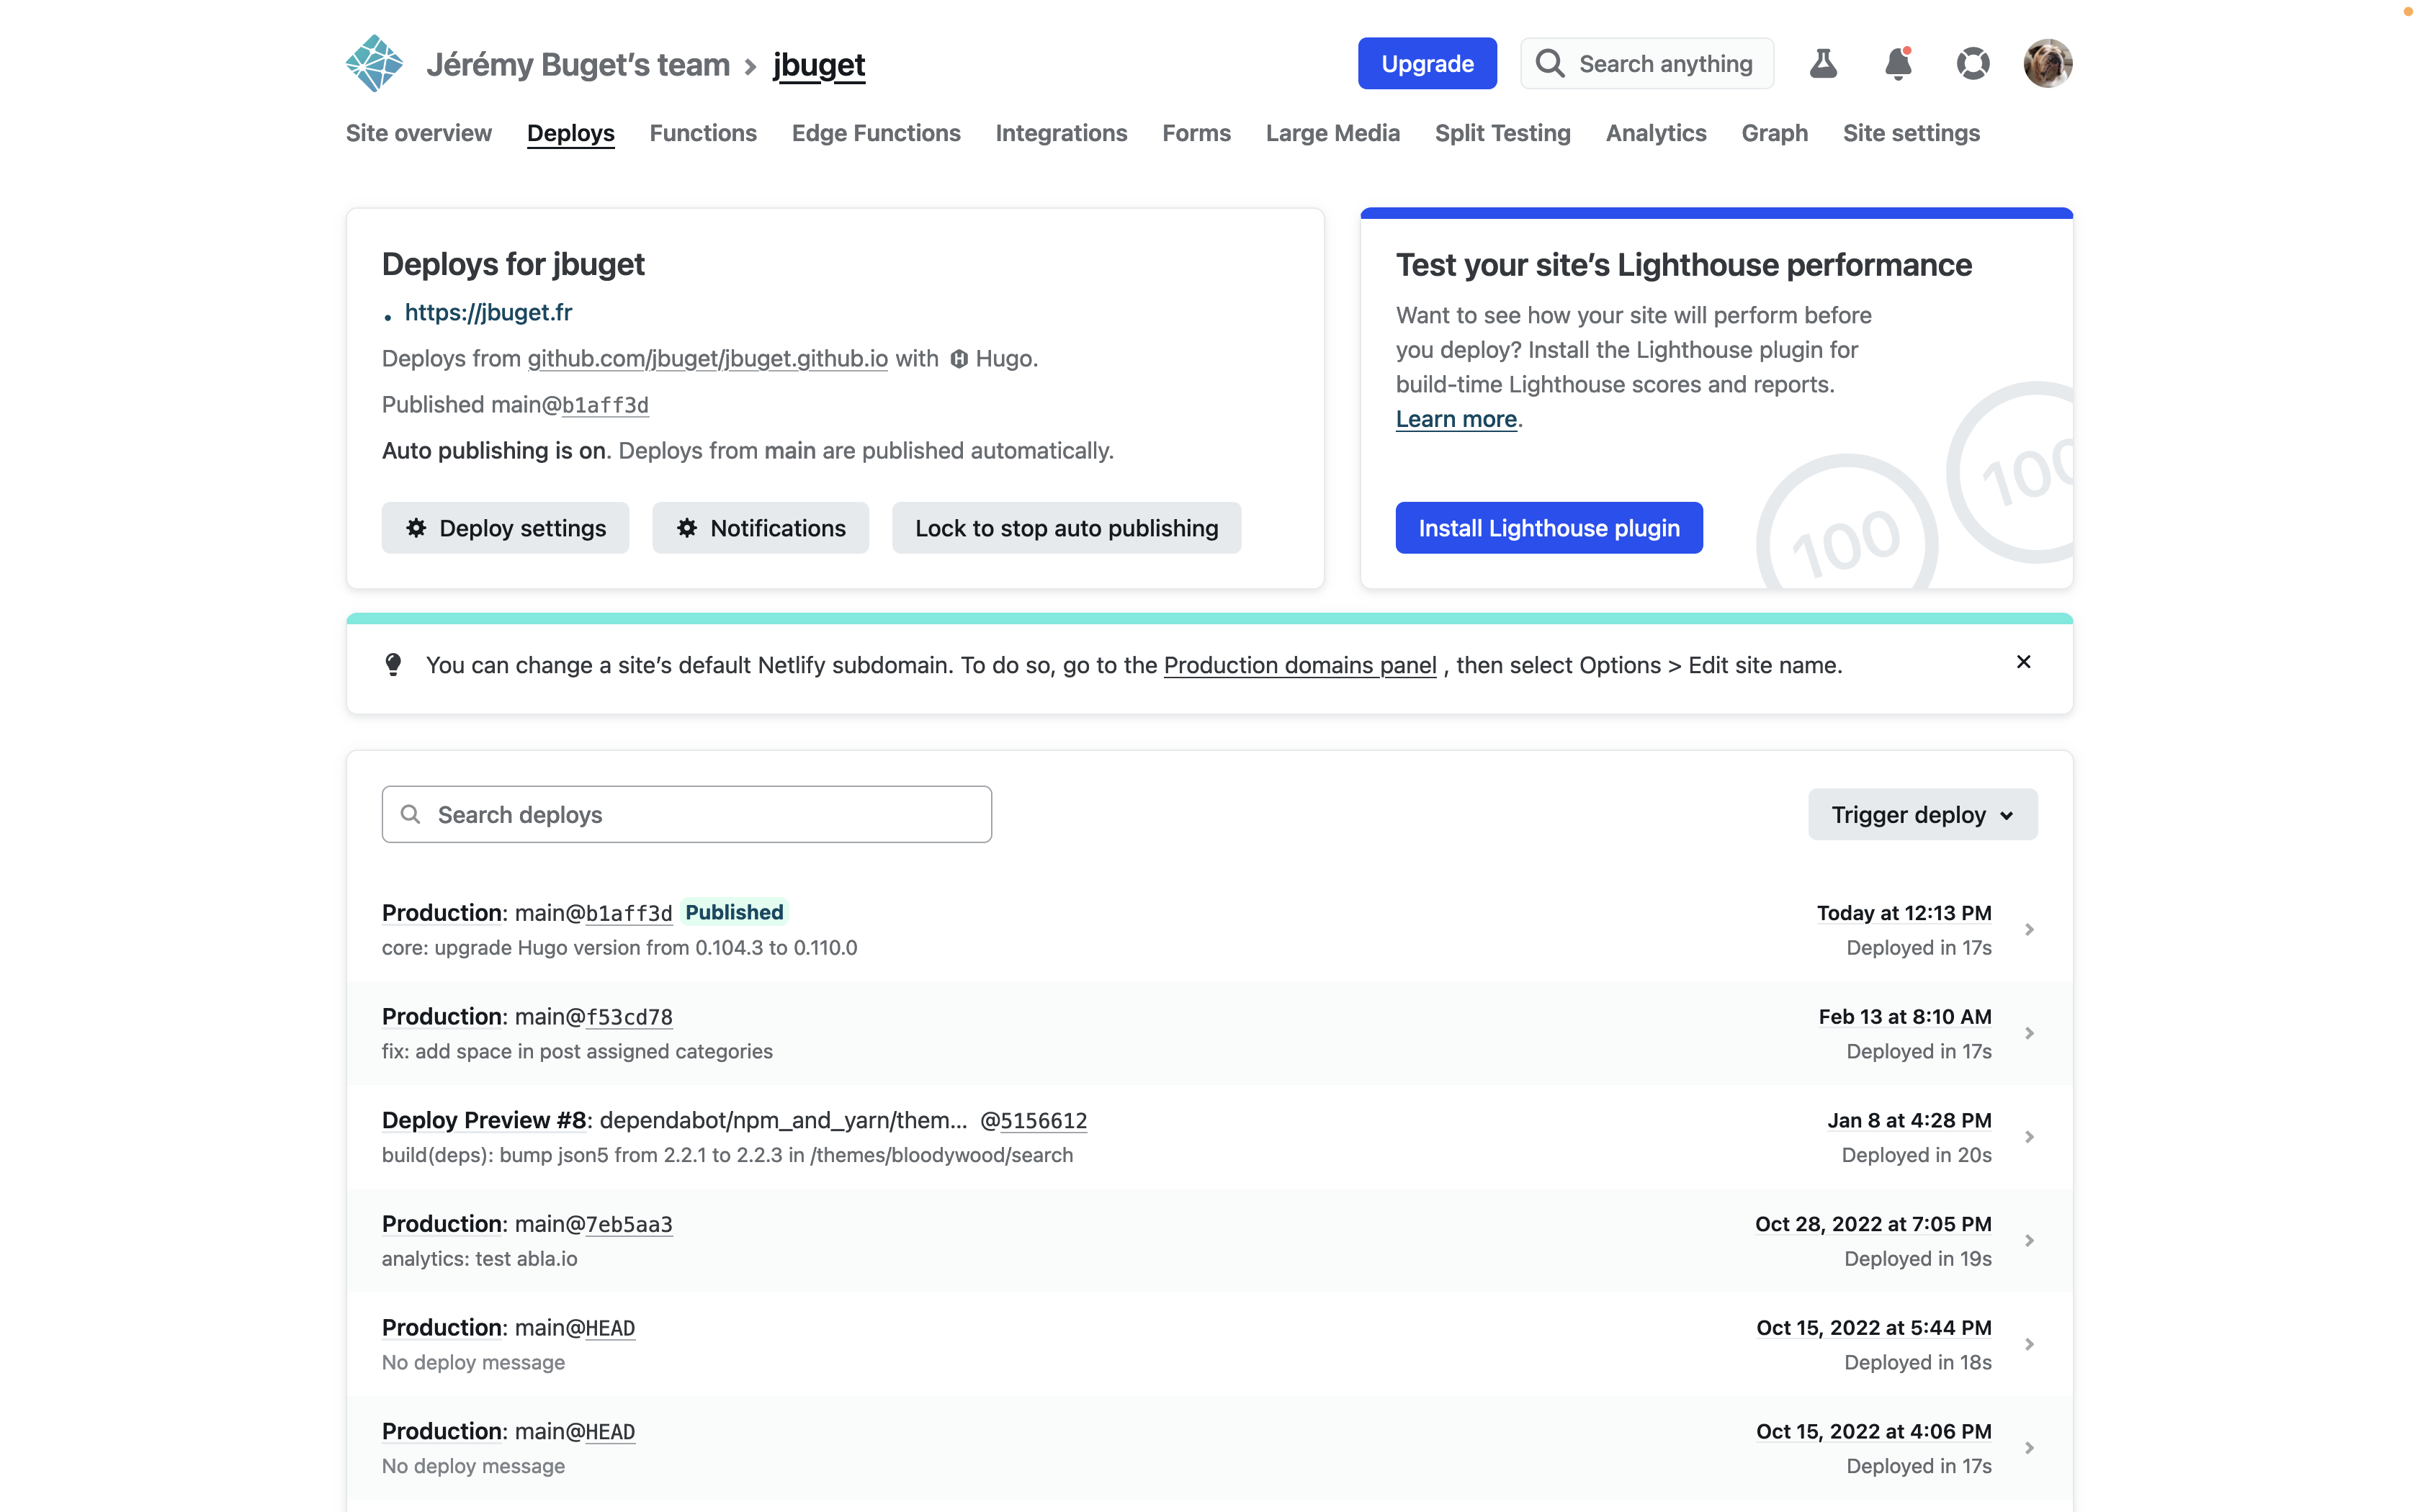 Jérémy Buget’s team > jbuget
Upgrade
Search anything
Site overview Deploys Functions Edge Functions Integrations Forms Large Media Split Testing Analytics Graph Site settings
Deploys for jbuget
• https://jbuget.fr
Deploys from github.com/jbuget/jbuget.github.io with Hugo.
Published main@b1aff3d
Auto publishing is on. Deploys from main are published automatically.
Deploy settings
Notifications
Lock to stop auto publishing
Test your site’s Lighthouse performance
Want to see how your site will perform before
you deploy? Install the Lighthouse plugin for
build-time Lighthouse scores and reports.
Learn more.
Install Lighthouse plugin
100
100
You can change a site’s default Netlify subdomain. To do so, go to the Production domains panel , then select Options > Edit site name.
Search deploys
Trigger deploy
Production: main@b1aff3d Published
Today at 12:13 PM
core: upgrade Hugo version from 0.104.3 to 0.110.0
Deployed in 17s
Production: main@f53cd78
Feb 13 at 8:10 AM
fix: add space in post assigned categories
Deployed in 17s
Deploy Preview #8: dependabot/npm_and_yarn/them... @5156612
Jan 8 at 4:28 PM
build(deps): bump json5 from 2.2.1 to 2.2.3 in /themes/bloodywood/search
Deployed in 20s
Production: main@7eb5aa3
Oct 28, 2022 at 7:05 PM
analytics: test abla.io
Deployed in 19s
Production: main@HEAD
Oct 15, 2022 at 5:44 PM
No deploy message
Deployed in 18s
Production: main@HEAD
Oct 15, 2022 at 4:06 PM
No deploy message
Deployed in 17s